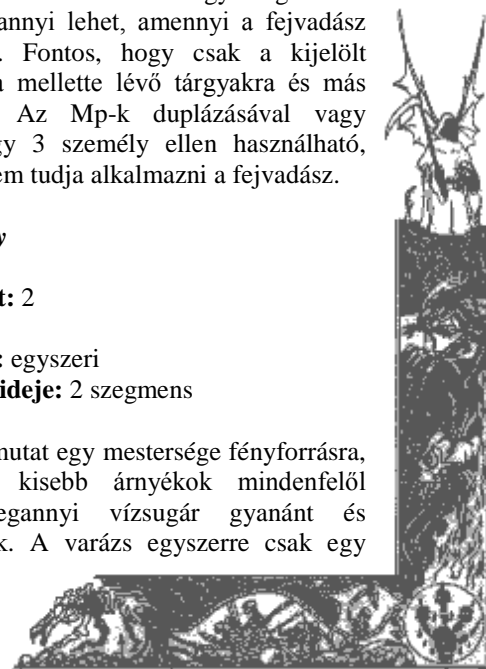 annyi lehet, amennyi a fejvadász
. Fontos, hogy csak a kijelölt
a mellette lévő tárgyakra és más
Az Mp-k duplázásával vagy
gy 3 személy ellen használható,
em tudja alkalmazni a fejvadász.
y
t: 2
: egyszeri
ideje: 2 szegmens
mutat egy mestersége fényforrásra,
kisebb árnyékok mindenfelől
egannyi vízsugár gyanánt és
k. A varázs egyszerre csak egy